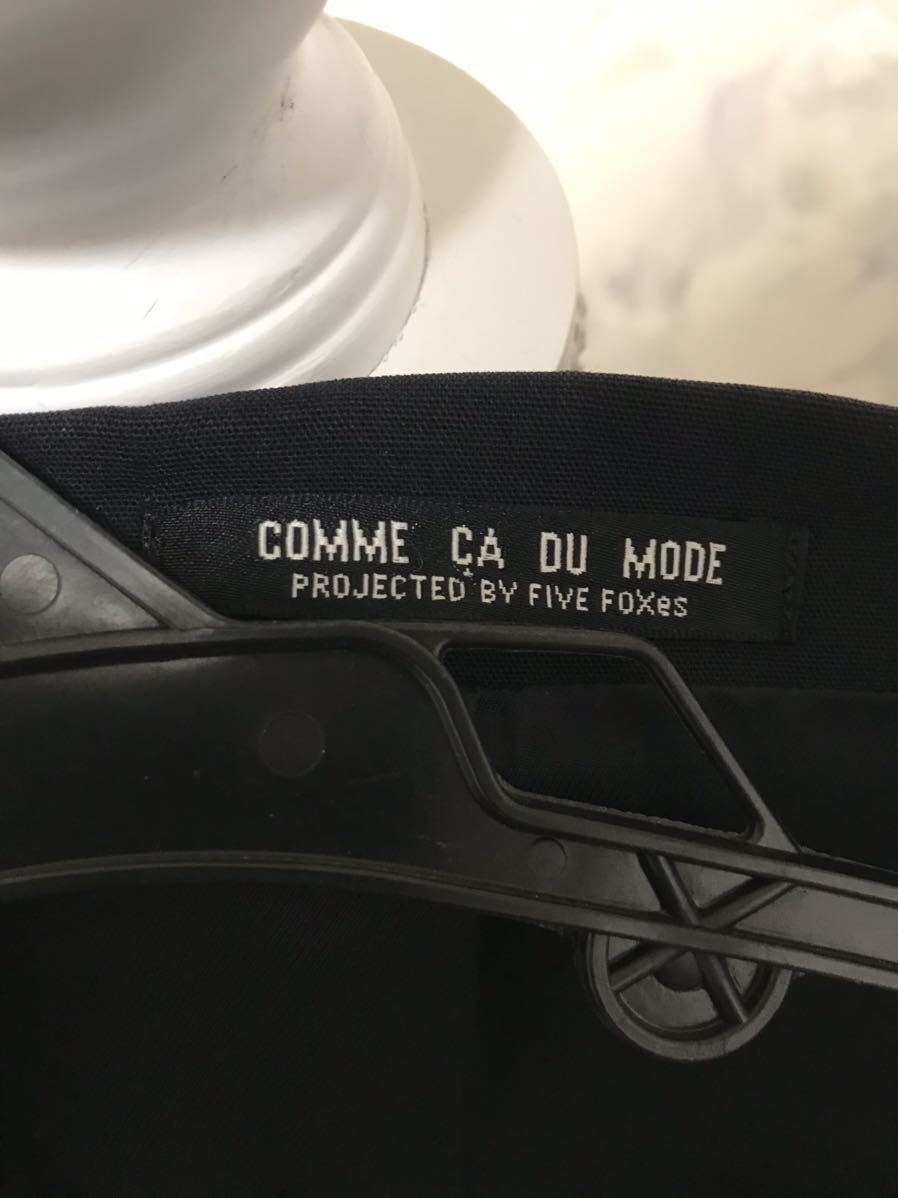 COMME ÇA DU MODE
PROJECTED BY FIVE FOXes